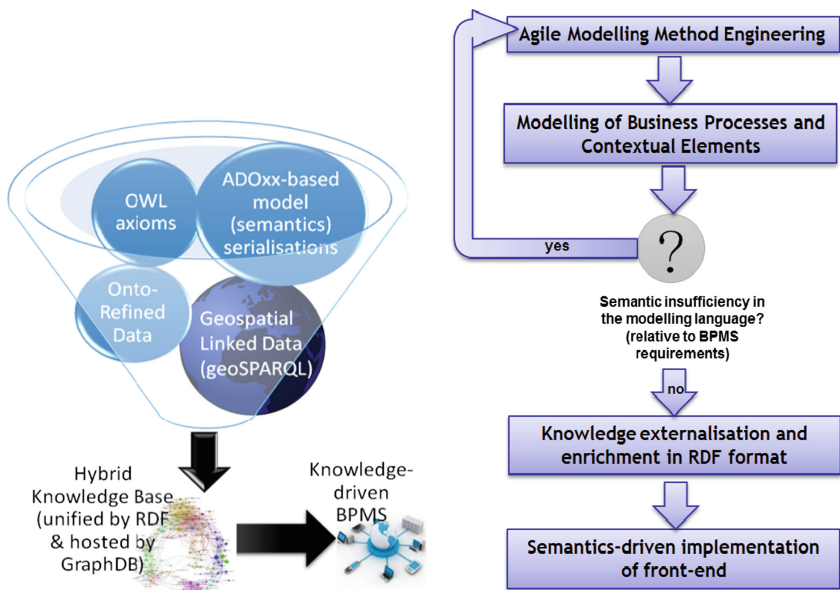 OWL
axioms
ADOxx-based
model
(semantics)
serialisations
Onto-
Refined
Data
Geospatial
Linked Data
(geoSPARQL)
Hybrid
Knowledge Base
(unified by RDF
& hosted by
GraphDB)
Knowledge-
driven
BPMS
Agile Modelling Method Engineering
Modelling of Business Processes and
Contextual Elements
?
yes
Semantic insufficiency in
the modelling language?
(relative to BPMS
requirements)
no
Knowledge externalisation and
enrichment in RDF format
Semantics-driven implementation
of front-end